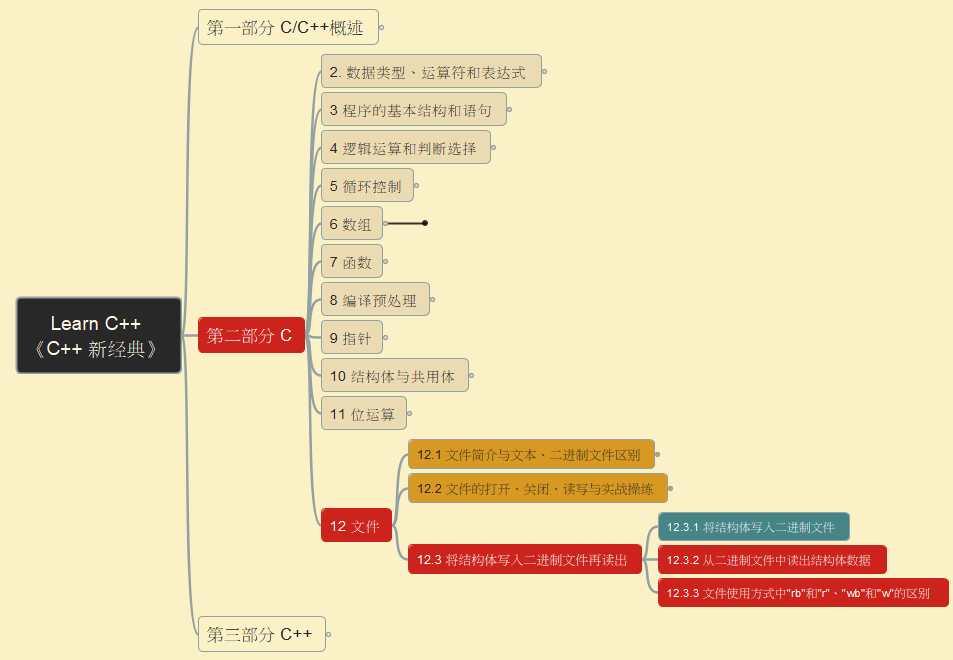 第一部分 C/C++概述
2. 数据类型、运算符和表达式
3 程序的基本结构和语句
4 逻辑运算和判断选择
5 循环控制
6 数组
7 函数
8 编译预处理
9 指针
10 结构体与共用体
11 位运算
Learn C++
《C++ 新经典》
第二部分 C
12 文件
12.1 文件简介与文本、二进制文件区别
12.2 文件的打开、关闭、读写与实战操练
12.3 将结构体写入二进制文件再读出
12.3.1 将结构体写入二进制文件
12.3.2 从二进制文件中读出结构体数据
12.3.3 文件使用方式中"rb"和"r"、"wb"和"w"的区别
第三部分 C++